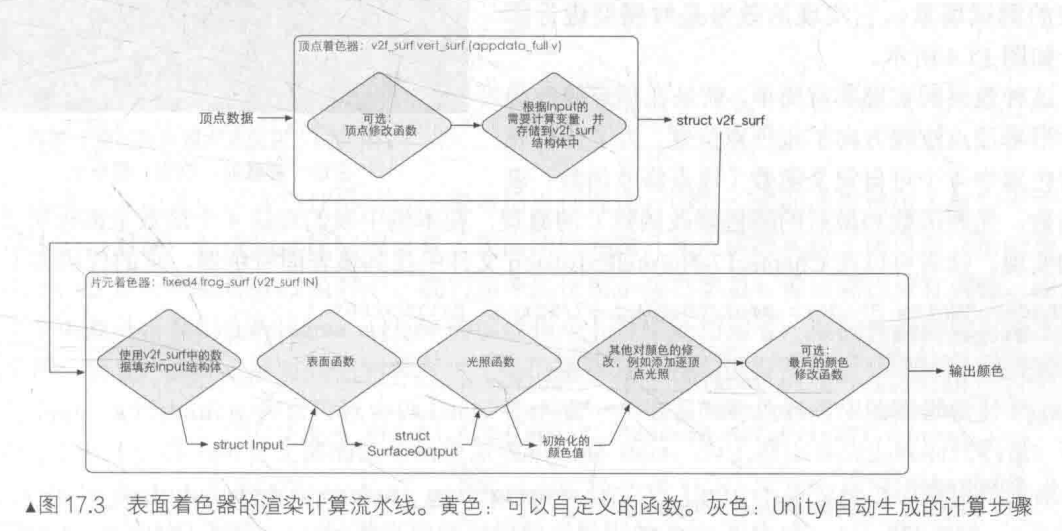 顶点着色器：v2f_surf vert_surf (appdata_full v)
顶点数据
可选：
顶点修改函数
根据Input的
需要计算变量，并
存储到v2f_surf
结构体中
struct v2f_surf
片元着色器：fixed4 frag_surf (v2f_surf IN)
使用v2f_surf中的数
据填充Input结构体
表面函数
光照函数
其他对颜色的修
改，例如添加逐顶
点光照
可选：
最后的颜色
修改函数
输出颜色
struct Input
struct
SurfaceOutput
初始化的
颜色值
▲图17.3 表面着色器的渲染计算流水线。黄色：可以自定义的函数。灰色：Unity自动生成的计算步骤